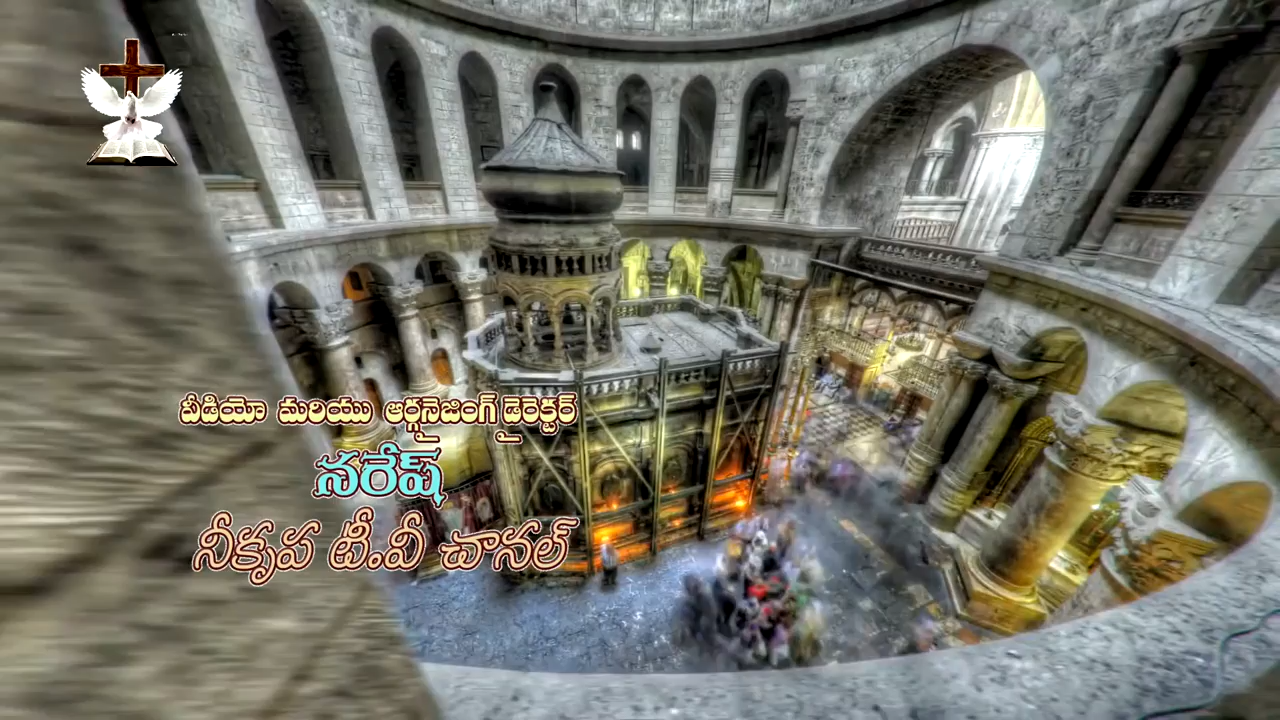 వీడియో మరియు ఆర్గనైజింగ్ డైరెక్టర్
నరేష్
నీకృప టీ.వీ చానల్